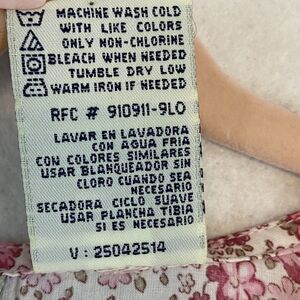 MACHINE WASH COLD
WITH LIKE COLORS
ONLY NON-CHLORINE
BLEACH WHEN NEEDED
TUMBLE DRY LOW
WARM IRON IF NEEDED
RFC # 910911-9L0
LAVAR EN LAVADORA
CON AGUA FRIA
CON COLORES SIMILARES
USAR BLANQUEADOR SIN
CLORO CUANDO SEA
NECESARIO
SECADORA CICLO SUAVE
USAR PLANCHA TIBIA
SI ES NECESARIO
V: 25042514